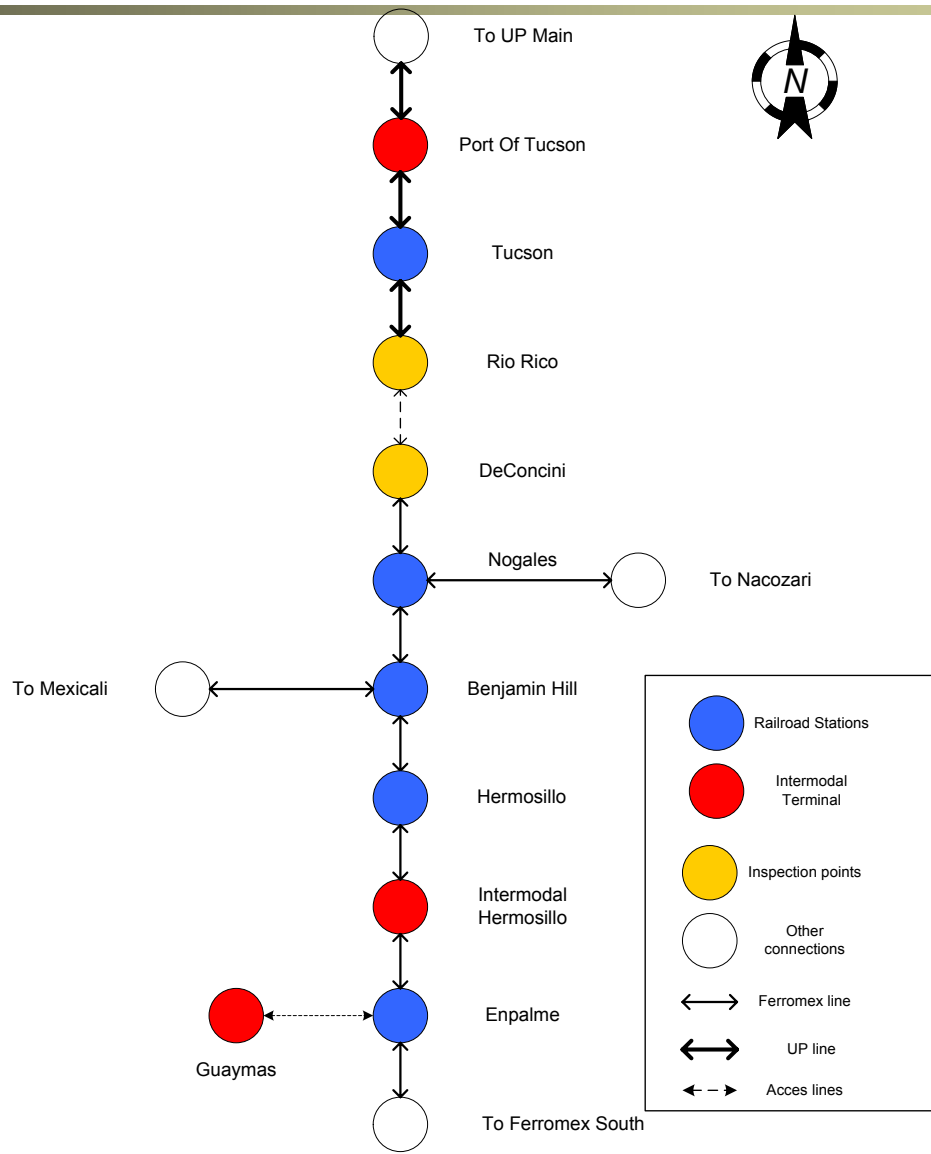 To UP Main
N
Port Of Tucson
Tucson
Rio Rico
DeConcini
Nogales
To Nacozari
To Mexicali
Benjamin Hill
Hermosillo
Intermodal
Hermosillo
Enpalme
Guaymas
To Ferromex South
Railroad Stations
Intermodal
Terminal
Inspection points
Other
connections
Ferromex line
UP line
Acces lines